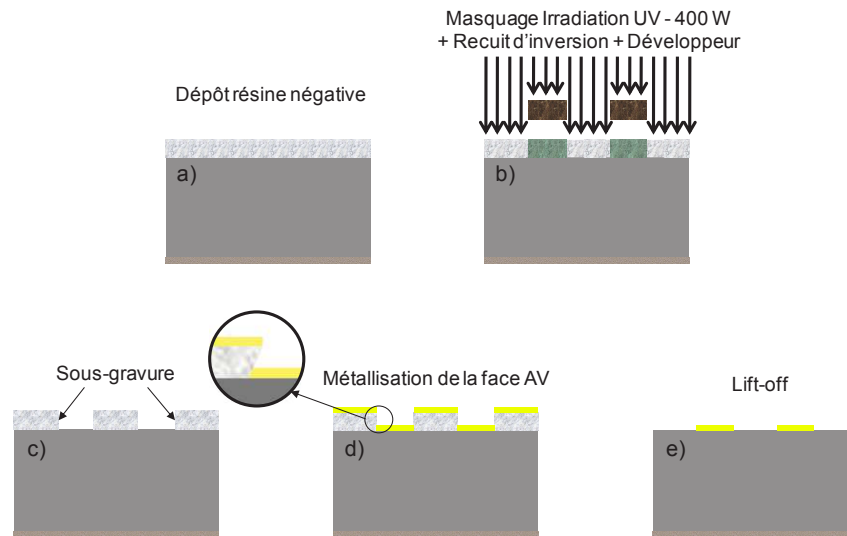 Masquage Irradiation UV - 400 W
+ Recuit d'inversion + Développeur
Dépôt résine négative
a)
b)
Sous-gravure
Métallisation de la face AV
Lift-off
c)
d)
e)